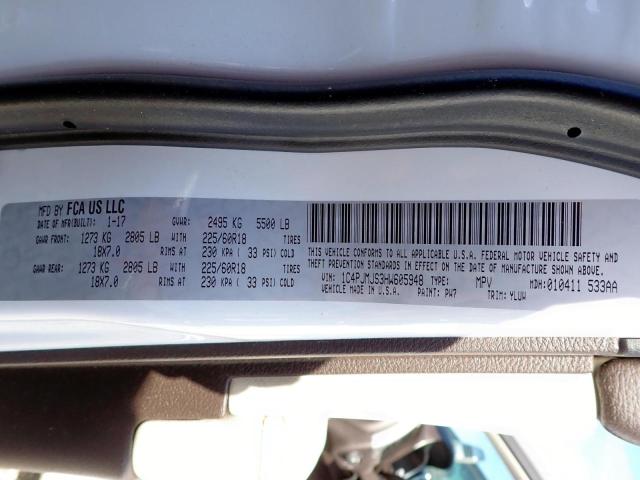 MFD BY FCA US LLC
DATE OF MFR(BUILT): 1-17 GVWR: 2495 KG 5500 LB
GAWR FRONT: 1273 KG 2805 LB WITH 225/60R18 TIRES
18X7.0 RIMS AT 230 KPA ( 33 PSI) COLD
GAWR REAR: 1273 KG 2805 LB WITH 225/60R18 TIRES
18X7.0 RIMS AT 230 KPA ( 33 PSI) COLD
THIS VEHICLE CONFORMS TO ALL APPLICABLE U.S.A. FEDERAL MOTOR VEHICLE SAFETY AND
THEFT PREVENTION STANDARDS IN EFFECT ON THE DATE OF MANUFACTURE SHOWN ABOVE.
VIN: 1C4PJMJS3HW605948 TYPE: MPV MDH: 010411 533AA
VEHICLE MADE IN U.S.A. PAINT: PW7 TRIM: YLUW